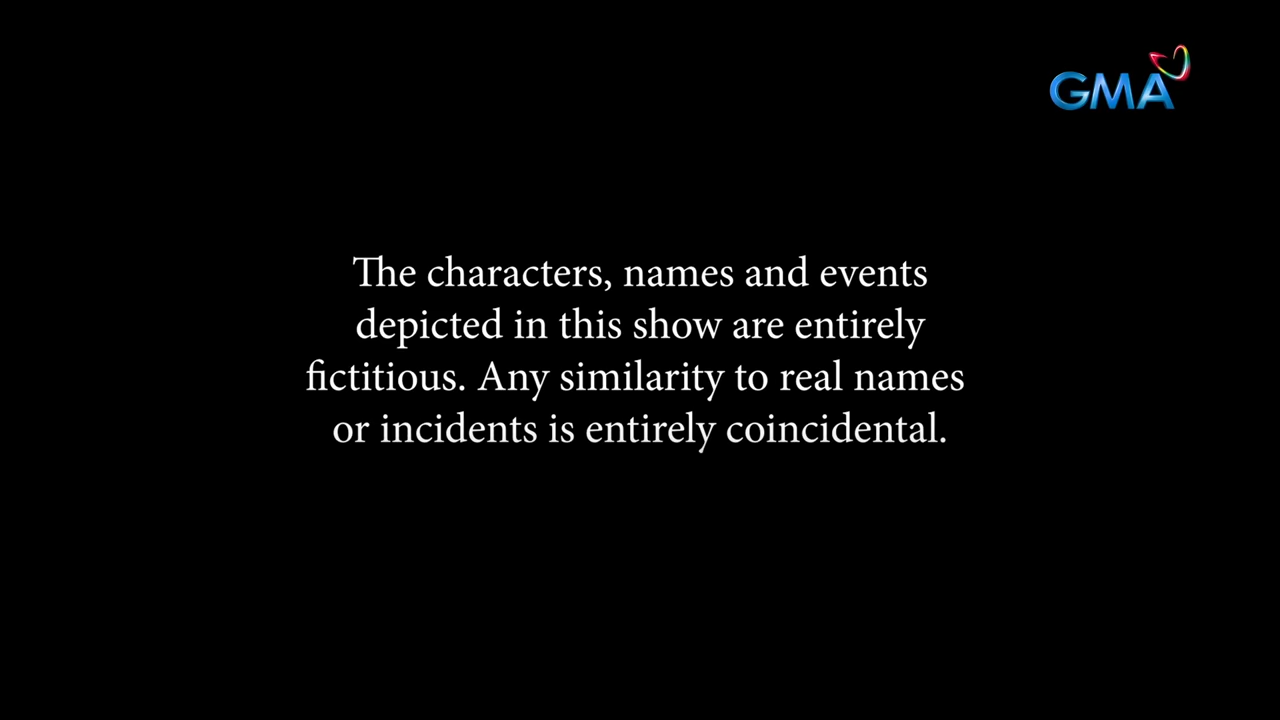 GMA
The characters, names and events
depicted in this show are entirely
fictitious. Any similarity to real names
or incidents is entirely coincidental.